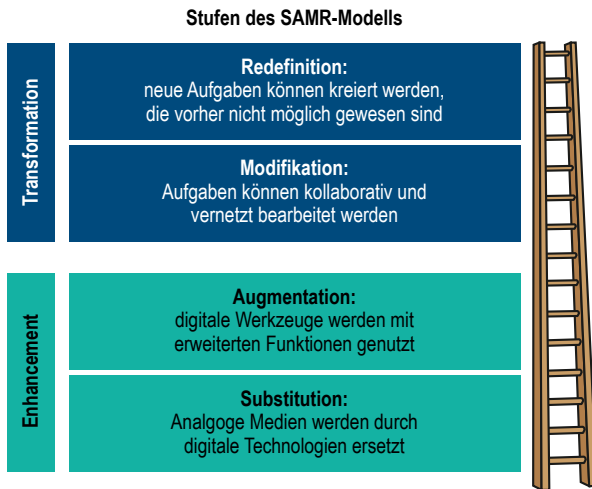 Stufen des SAMR-Modells
Transformation
Redefinition:
neue Aufgaben können kreiert werden,
die vorher nicht möglich gewesen sind
Modifikation:
Aufgaben können kollaborativ und
vernetzt bearbeitet werden
Enhancement
Augmentation:
digitale Werkzeuge werden mit
erweiterten Funktionen genutzt
Substitution:
Analgoge Medien werden durch
digitale Technologien ersetzt